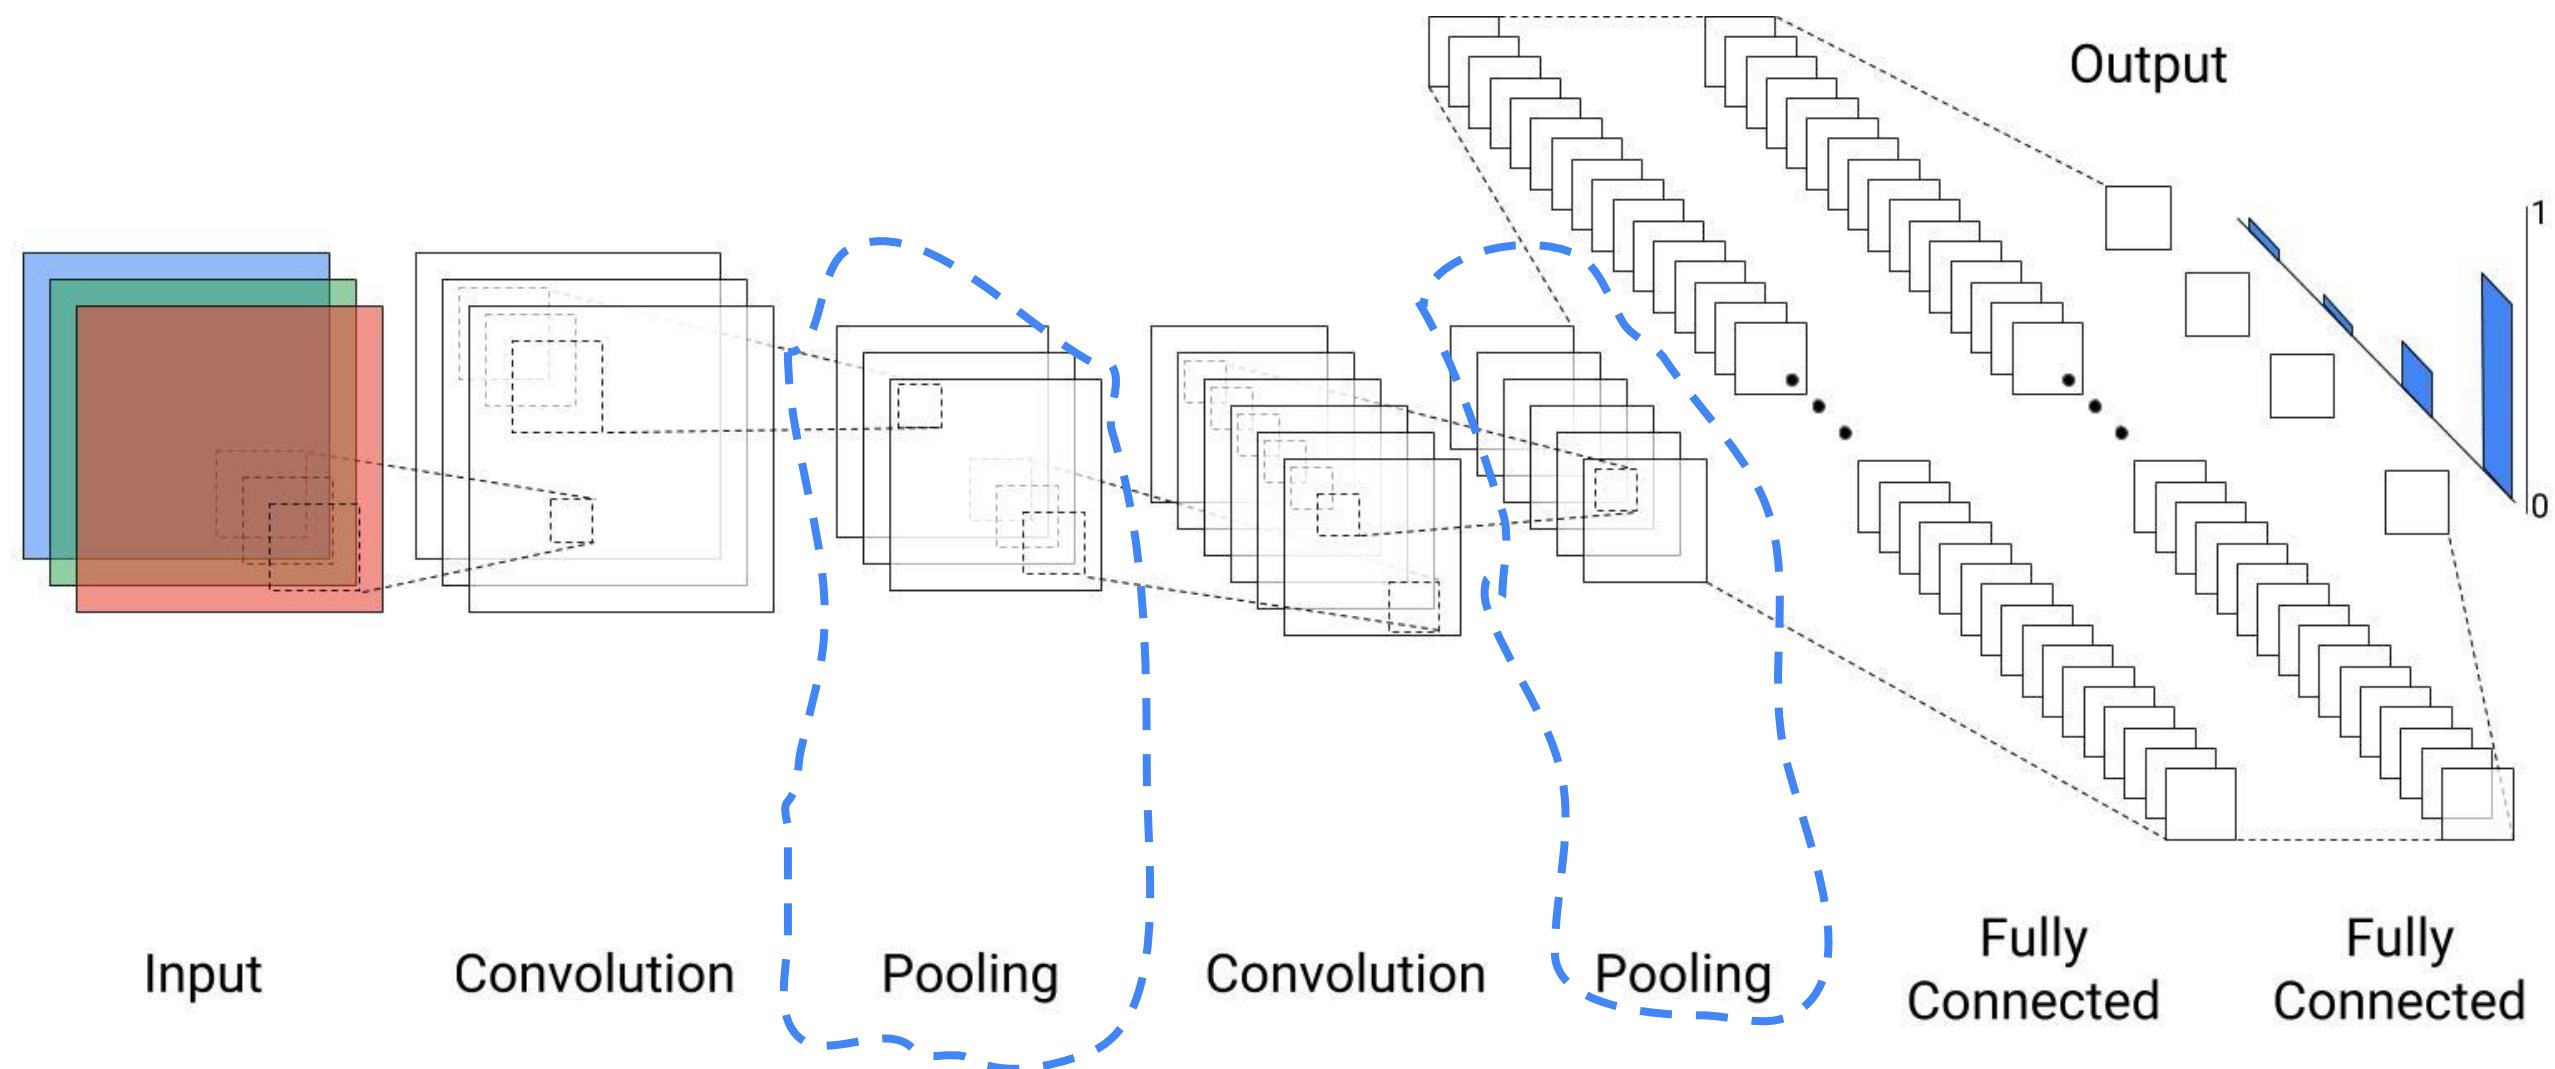 Output
1
0
Input
Convolution
Pooling
Convolution
Pooling
Fully
Connected
Fully
Connected